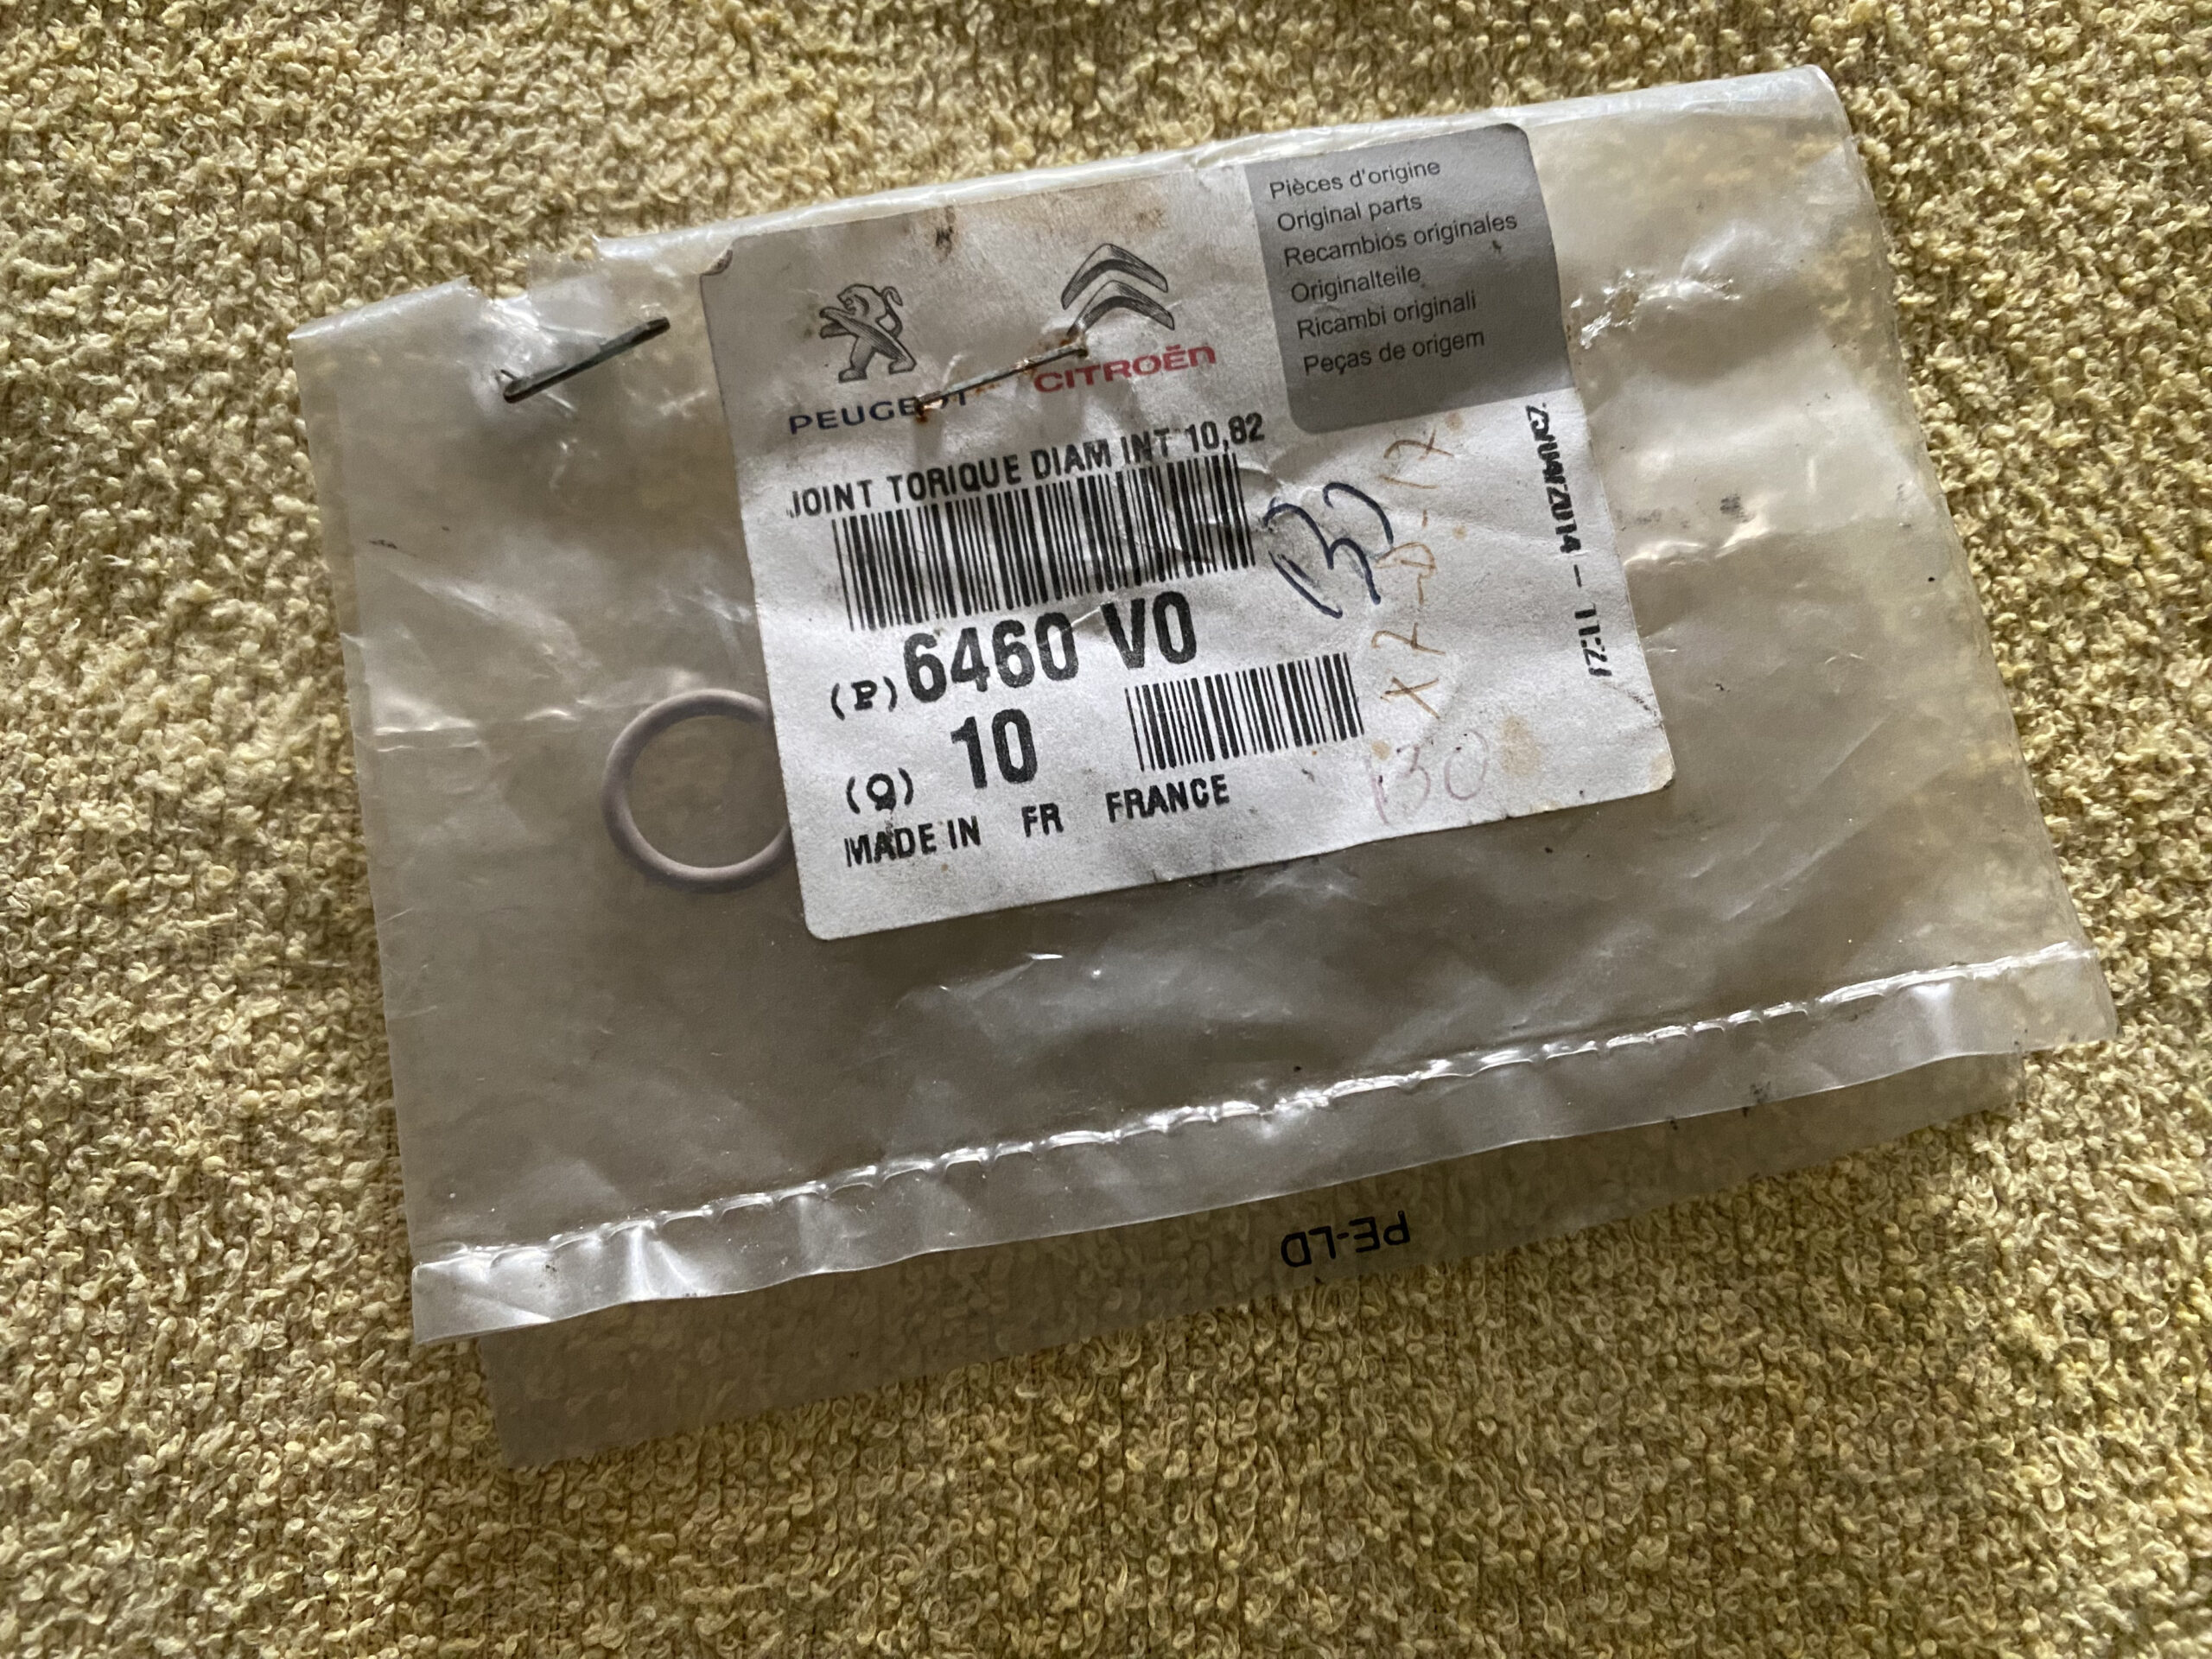 Pièces d'origine
Original parts
Recambios originales
Originalteile
Ricambi originali
Peças de origem
PEUGEOT
CITROËN
JOINT TORIQUE DIAM INT 10,82
(P) 6460 V0
(Q) 10
MADE IN FR FRANCE
130
PE-LD